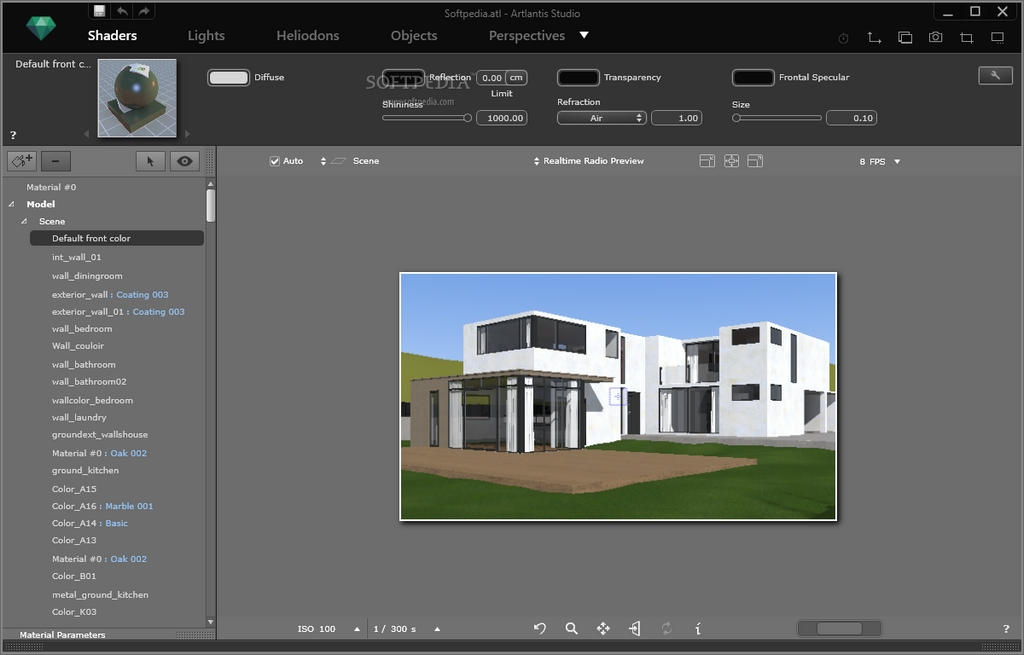 Softpedia.atl - Artlantis Studio
Shaders Lights Heliodons Objects Perspectives
Default front c...
Diffuse
Reflection 0.00 cm
Limit
Shininess
1000.00
Transparency
Refraction
Air 1.00
Frontal Specular
Size
0.10
SOFTPEDIA
www.softpedia.com
?
Auto Scene Realtime Radio Preview 8 FPS
Material #0
Model
Scene
Default front color
int_wall_01
wall_diningroom
exterior_wall : Coating 003
exterior_wall_01 : Coating 003
wall_bedroom
Wall_couloir
wall_bathroom
wall_bathroom02
wallcolor_bedroom
wall_laundry
groundext_wallshouse
Material #0 : Oak 002
ground_kitchen
Color_A15
Color_A16 : Marble 001
Color_A14 : Basic
Color_A13
Material #0 : Oak 002
Color_B01
metal_ground_kitchen
Color_K03
Material Parameters
ISO 100 1 / 300 s i ?